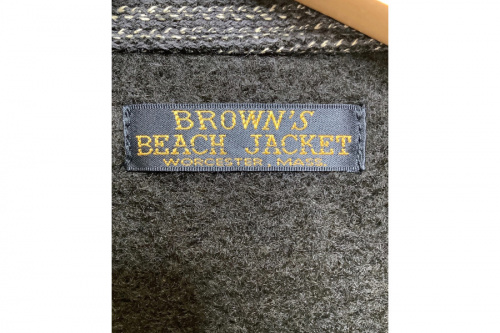 BROWN'S
BEACH JACKET
WORCESTER, MASS.